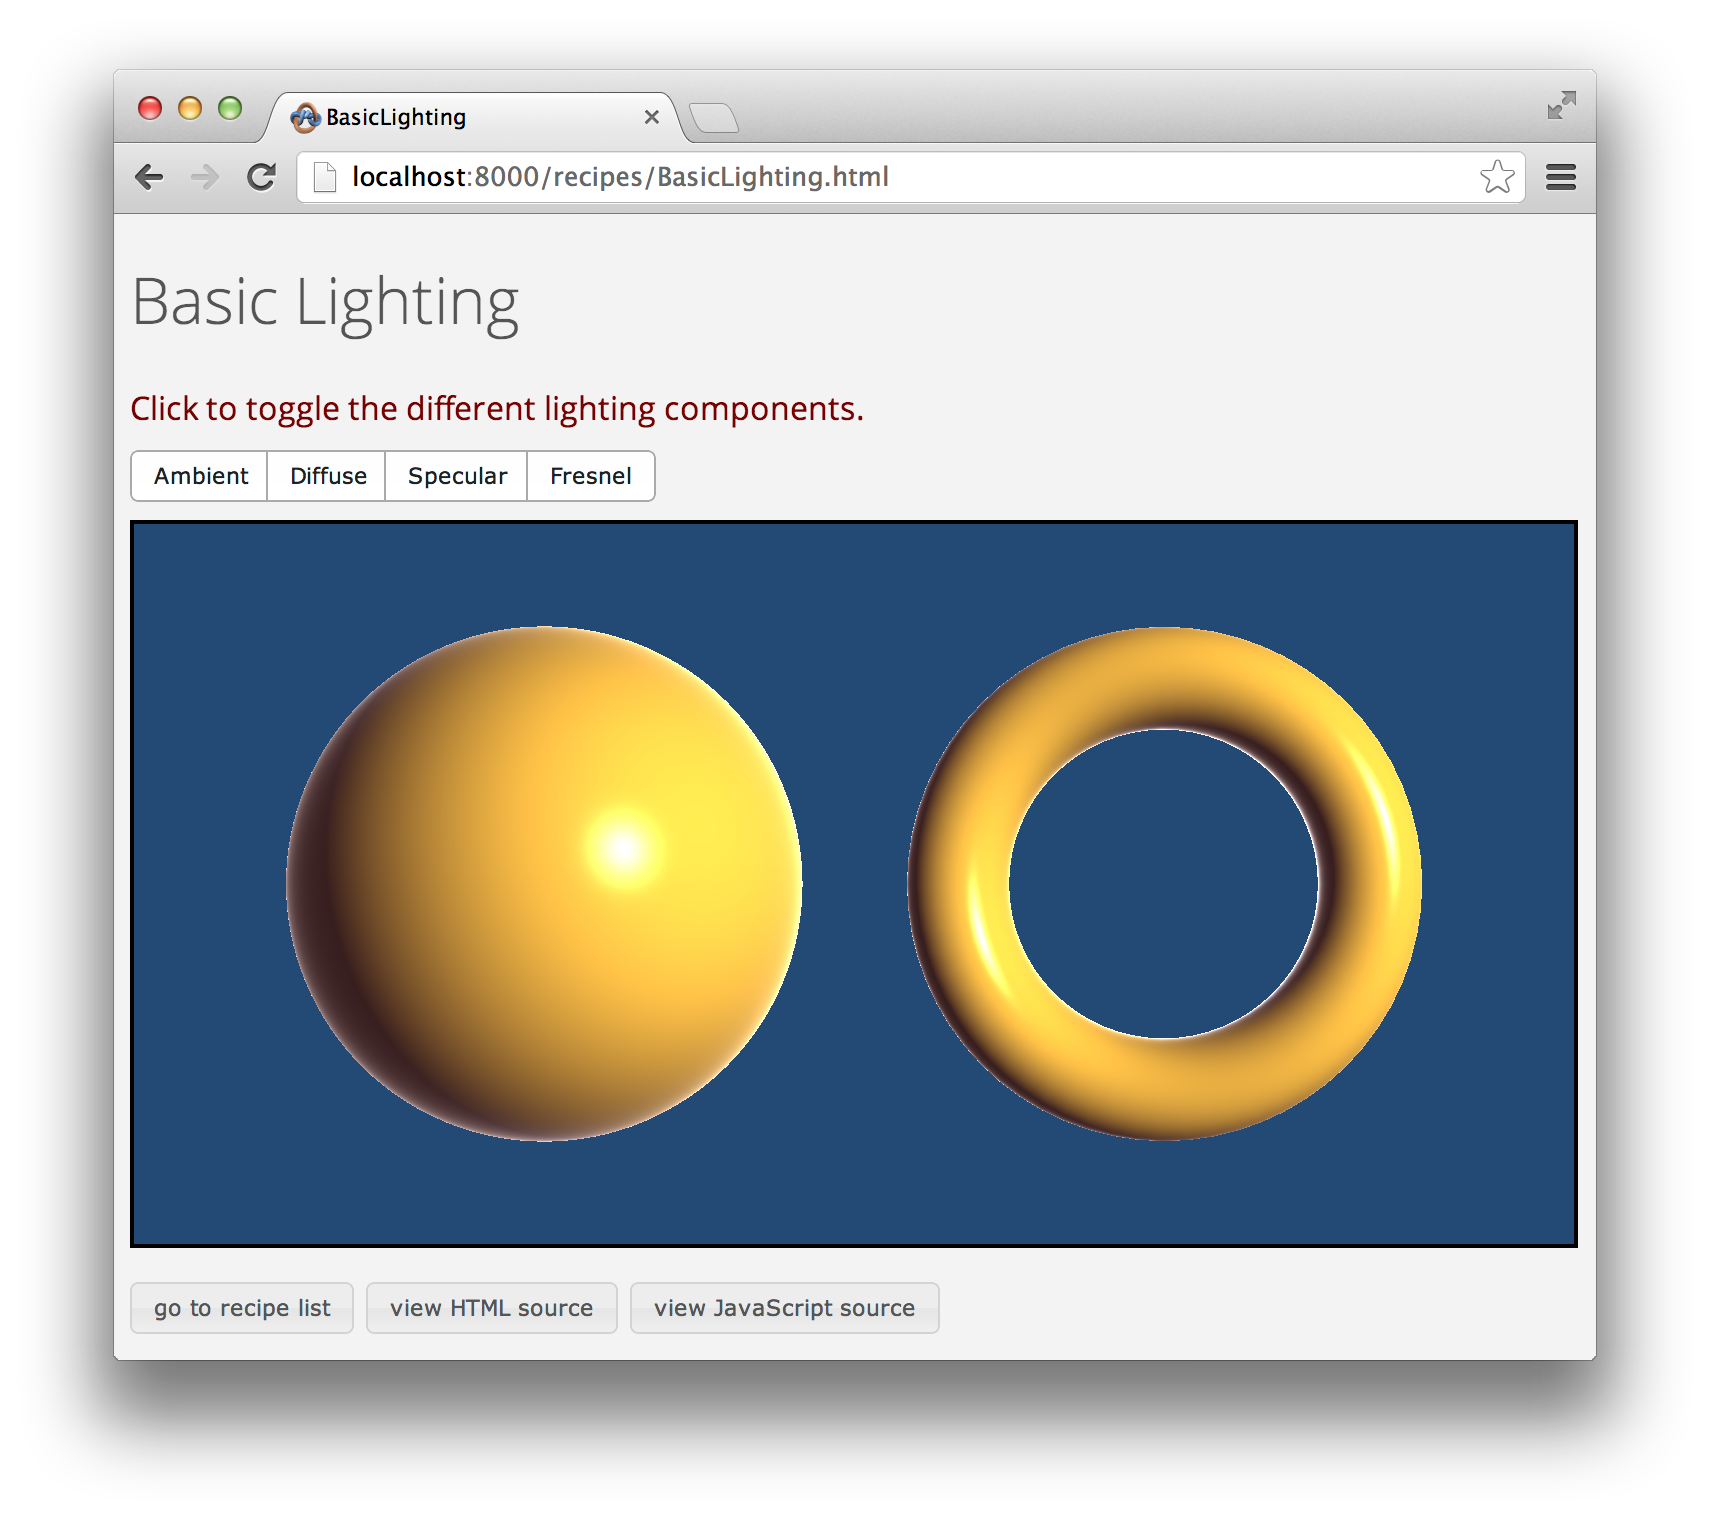 BasicLighting
localhost:8000/recipes/BasicLighting.html
Basic Lighting
Click to toggle the different lighting components.
Ambient Diffuse Specular Fresnel
go to recipe list view HTML source view JavaScript source